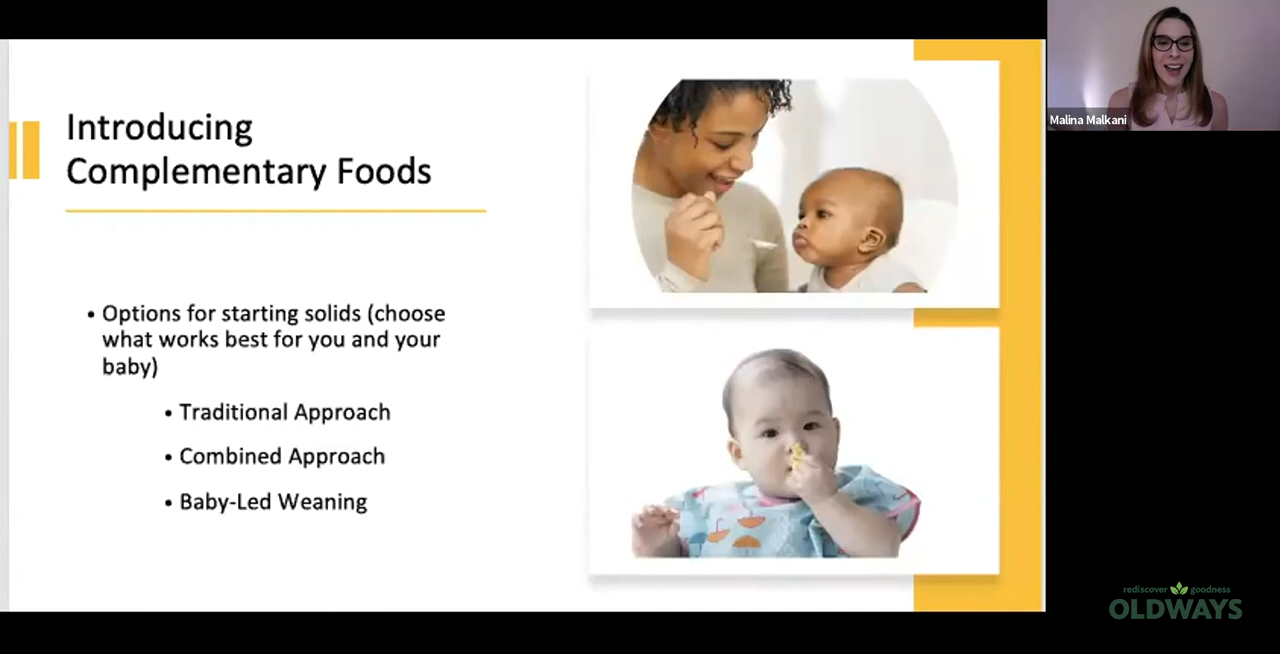 Introducing
Complementary Foods
• Options for starting solids (choose
what works best for you and your
baby)
• Traditional Approach
• Combined Approach
• Baby-Led Weaning
Malina Malkani
rediscover goodness
OLDWAYS